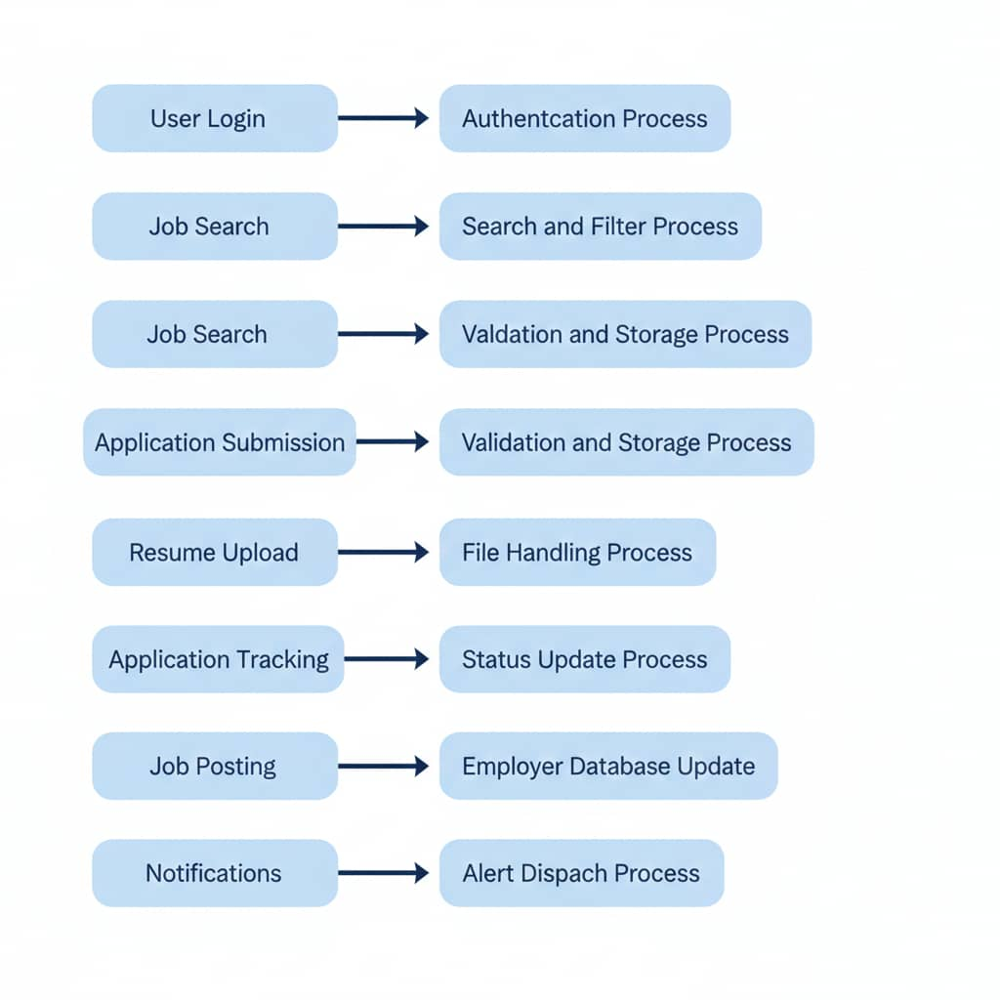 User Login
Authentcation Process
Job Search
Search and Filter Process
Job Search
Valdation and Storage Process
Application Submission
Validation and Storage Process
Resume Upload
File Handling Process
Application Tracking
Status Update Process
Job Posting
Employer Database Update
Notifications
Alert Dispach Process